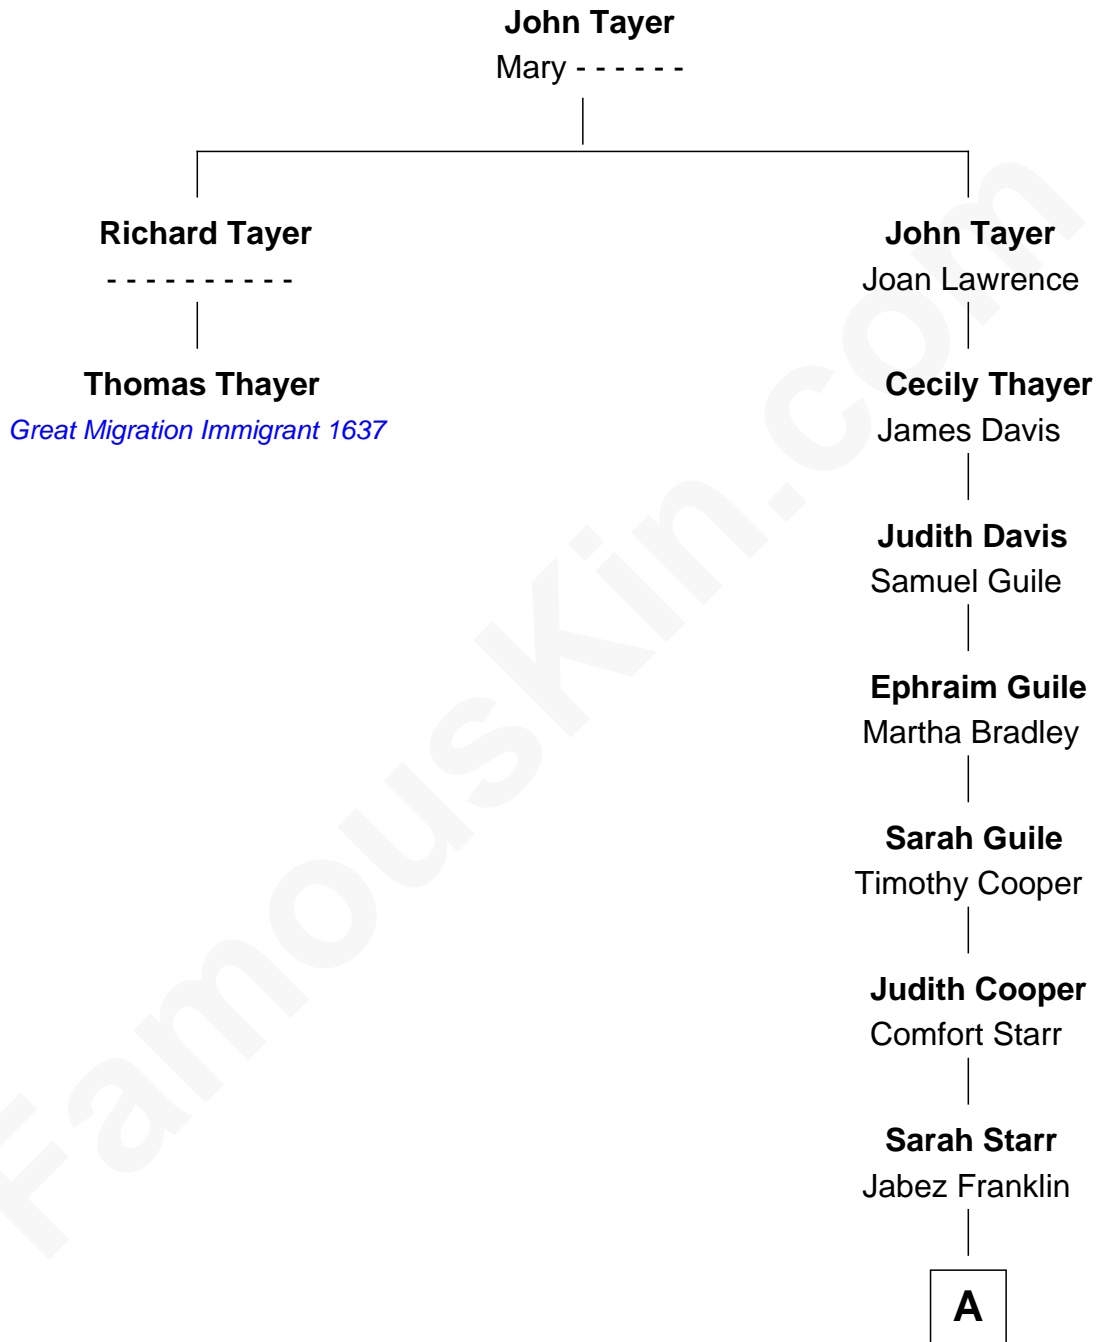 John Tayer
Mary - - - - - -
Richard Tayer
- - - - - - - - - -
John Tayer
Joan Lawrence
Thomas Thayer
Great Migration Immigrant 1637
Cecily Thayer
James Davis
Judith Davis
Samuel Guile
Ephraim Guile
Martha Bradley
Sarah Guile
Timothy Cooper
Judith Cooper
Comfort Starr
Sarah Starr
Jabez Franklin
A
FamousKin.com